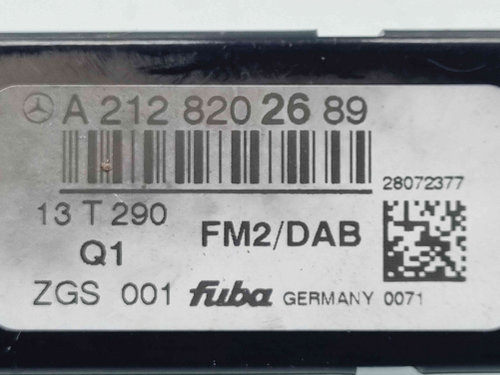 A 212 820 26 89
28072377
13 T 290
FM2/DAB
Q1
ZGS 001 fuba GERMANY 0071